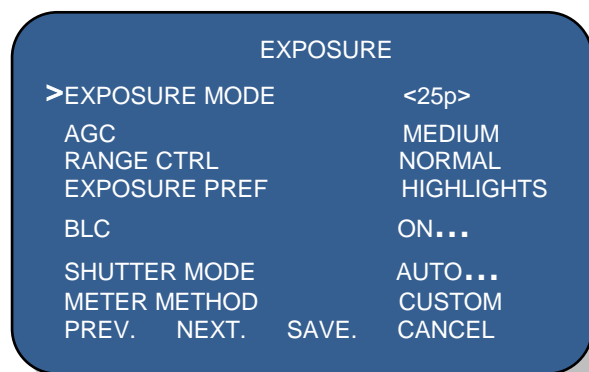 EXPOSURE
>EXPOSURE MODE <25p>
AGC MEDIUM
RANGE CTRL NORMAL
EXPOSURE PREF HIGHLIGHTS
BLC ON...
SHUTTER MODE AUTO...
METER METHOD CUSTOM
PREV. NEXT. SAVE. CANCEL